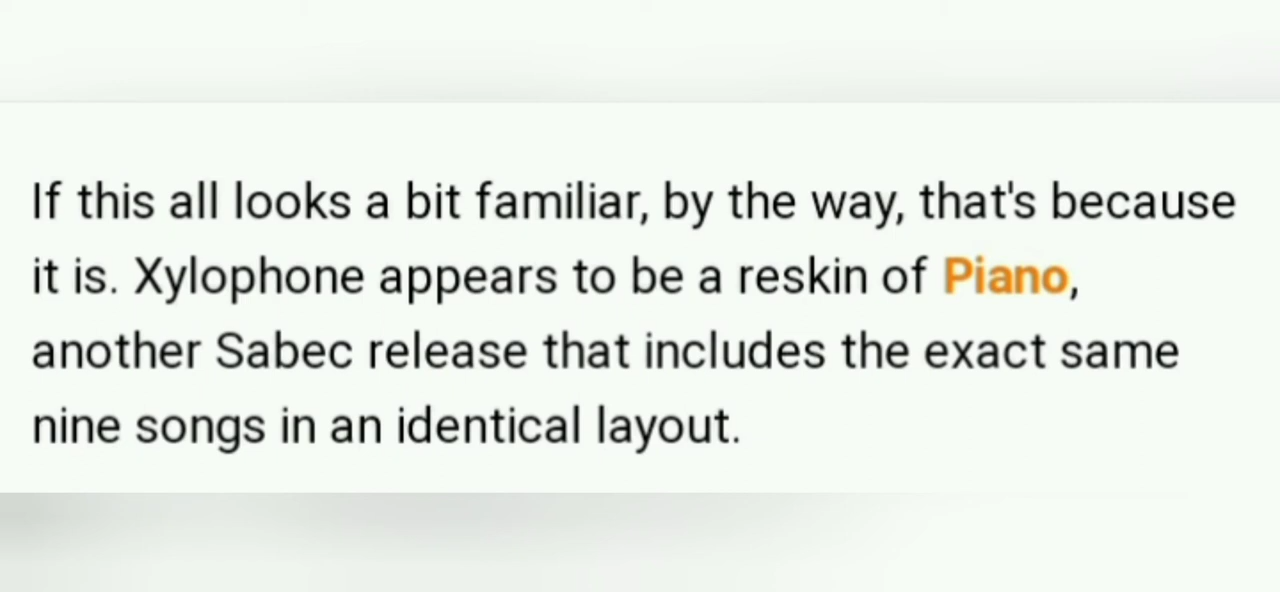 If this all looks a bit familiar, by the way, that's because
it is. Xylophone appears to be a reskin of Piano,
another Sabec release that includes the exact same
nine songs in an identical layout.